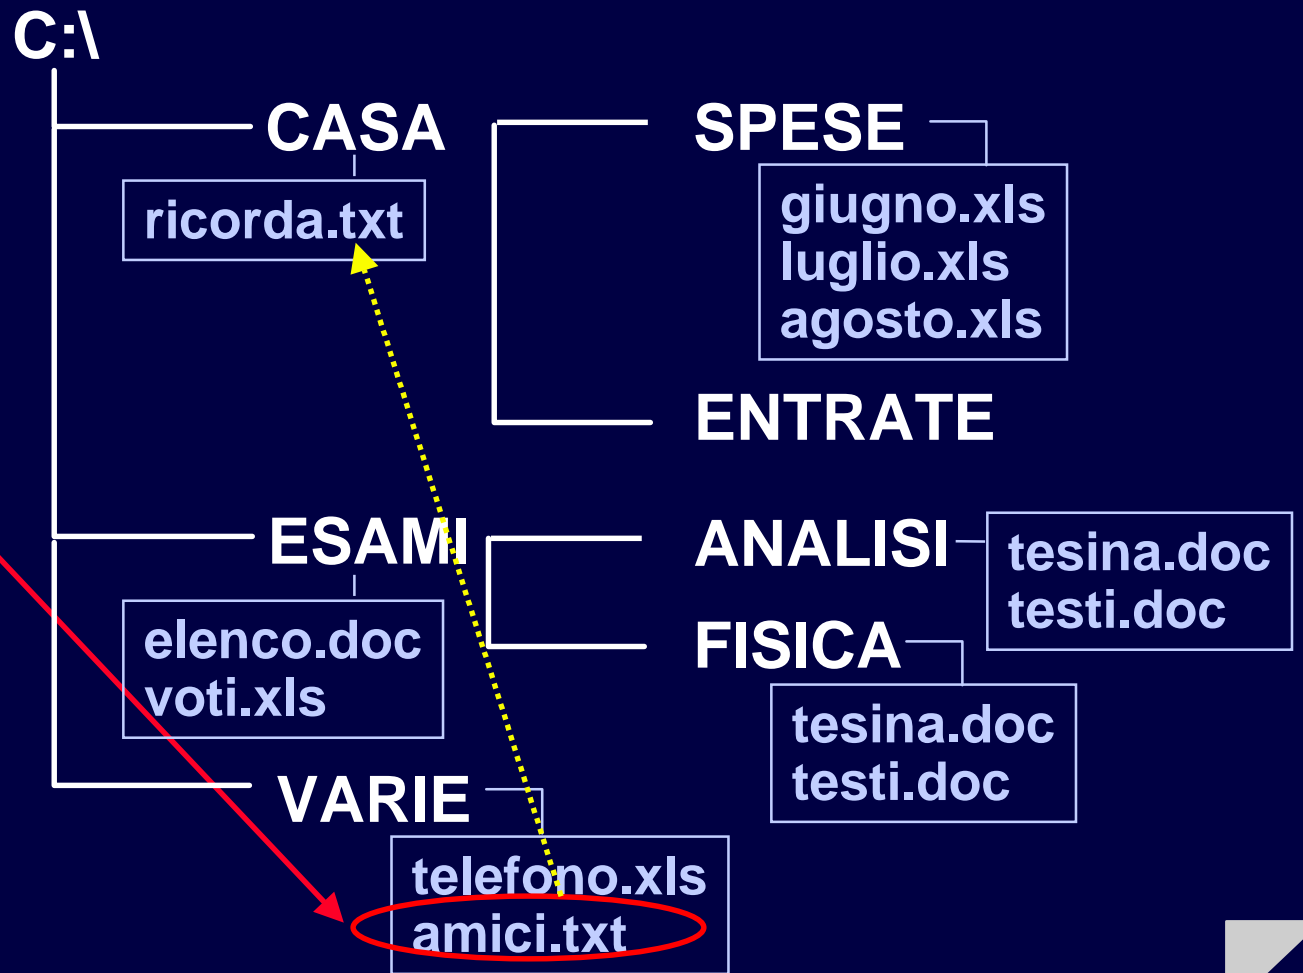 C:\
CASA
ricorda.txt
SPESE
giugno.xls
luglio.xls
agosto.xls
ENTRATE
ESAMI
elenco.doc
voti.xls
ANALISI
tesina.doc
testi.doc
FISICA
tesina.doc
testi.doc
VARIE
telefono.xls
amici.txt